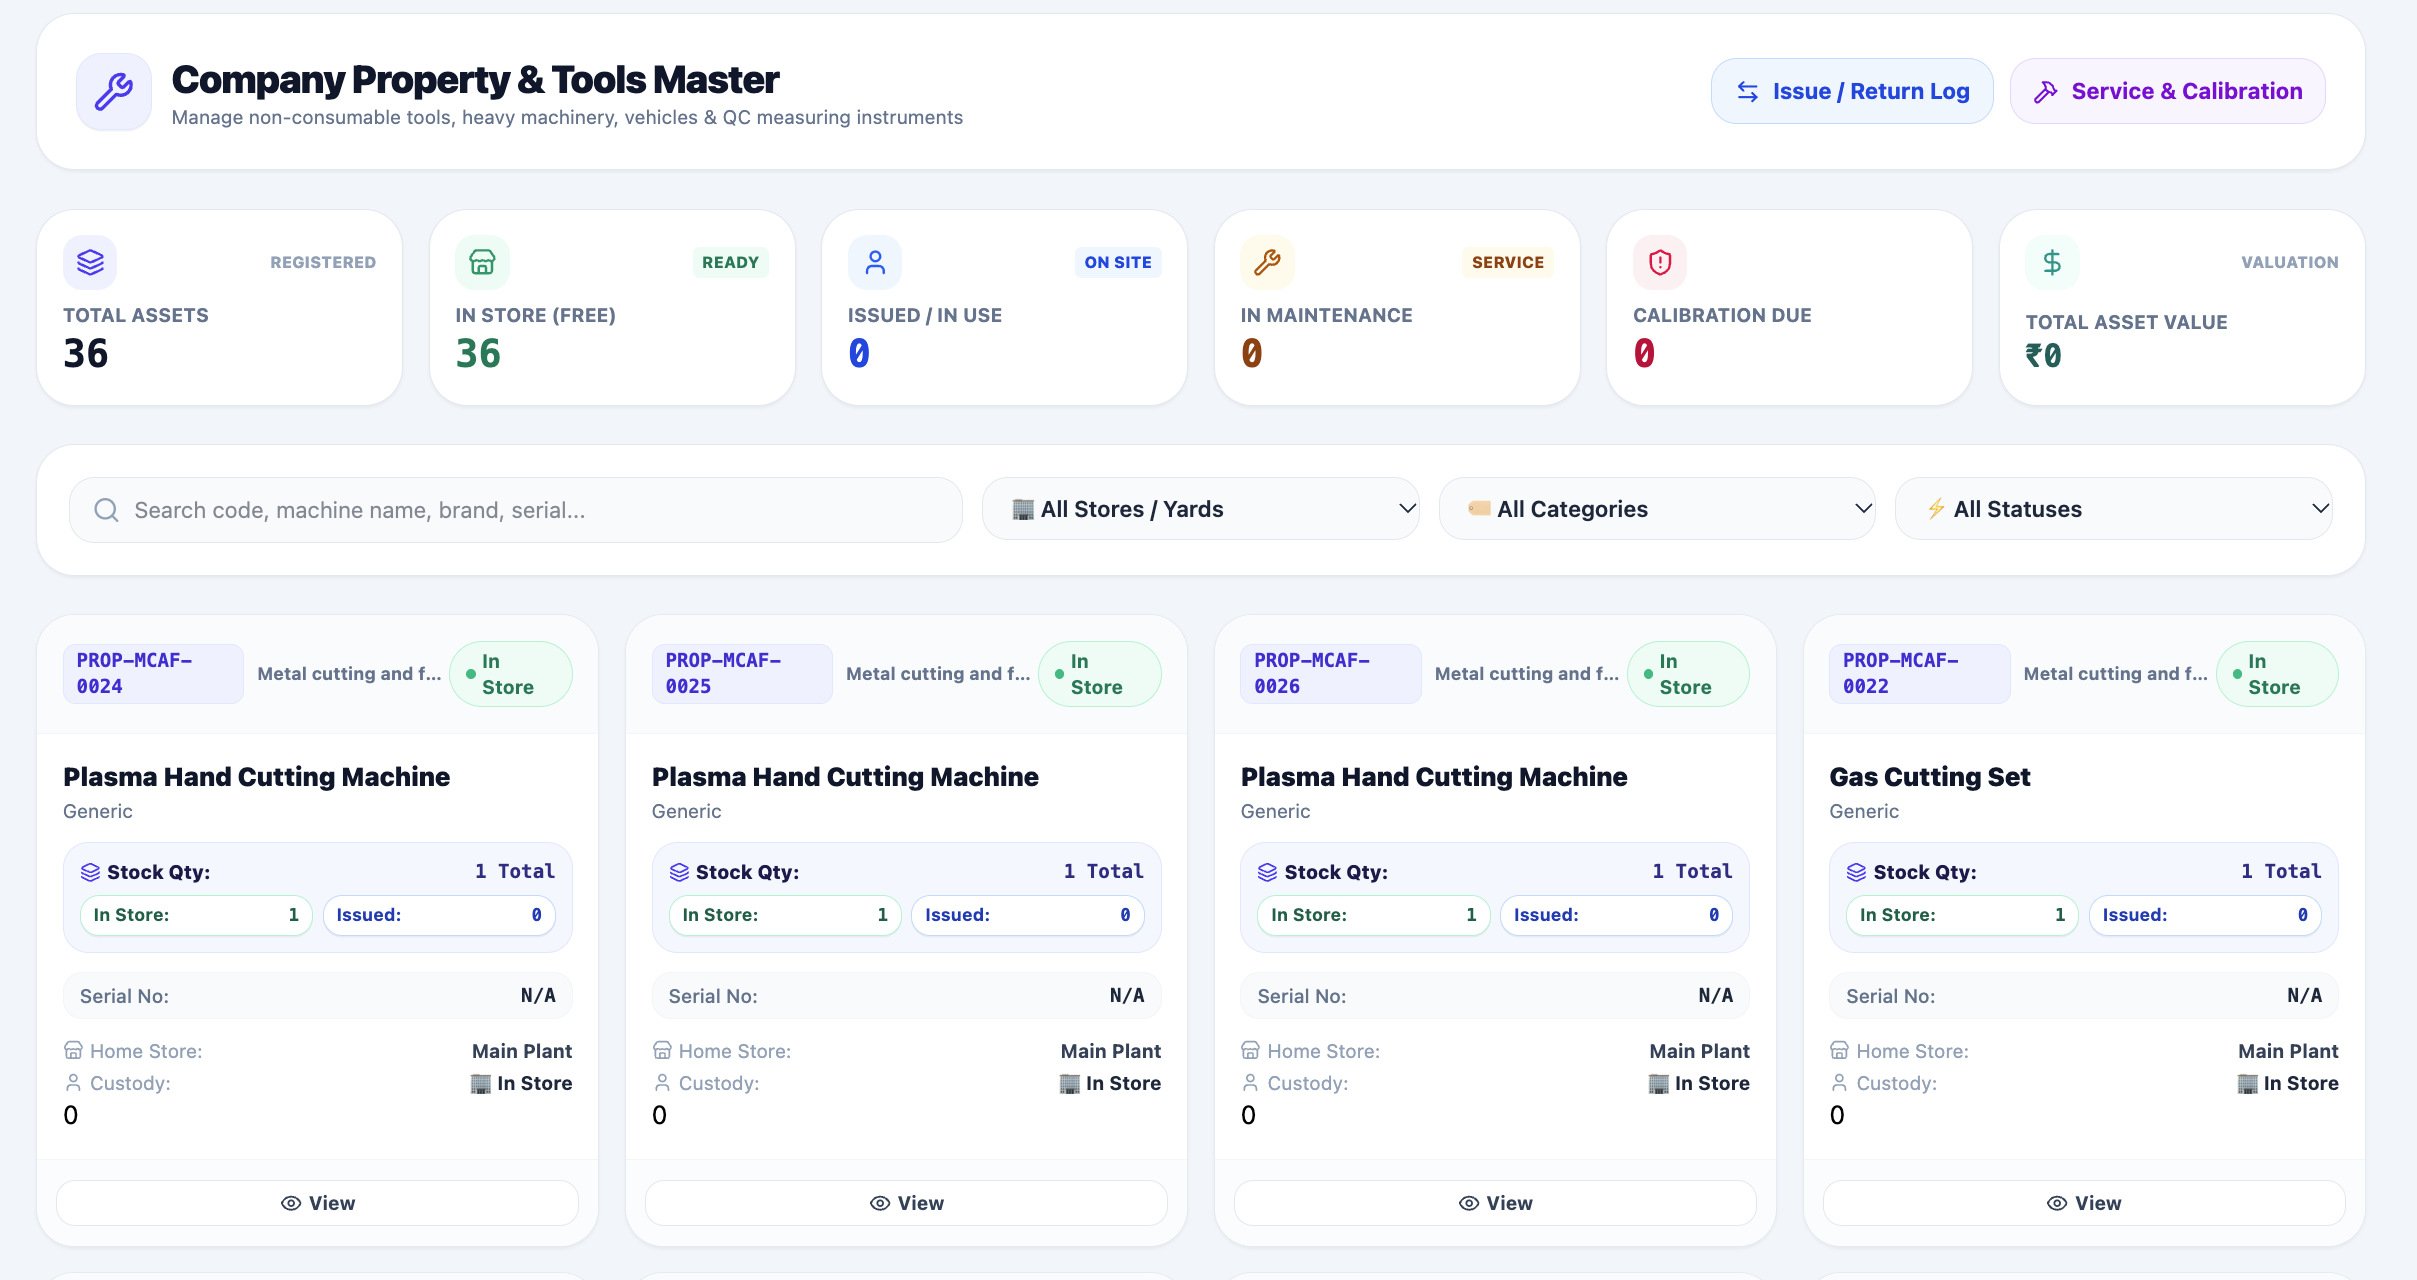 Company Property & Tools Master
Manage non-consumable tools, heavy machinery, vehicles & QC measuring instruments
Issue / Return Log
Service & Calibration
REGISTERED
TOTAL ASSETS
36
READY
IN STORE (FREE)
36
ON SITE
ISSUED / IN USE
0
SERVICE
IN MAINTENANCE
0
CALIBRATION DUE
0
VALUATION
TOTAL ASSET VALUE
₹0
Search code, machine name, brand, serial...
All Stores / Yards
All Categories
All Statuses
PROP-MCAF-
0024
Metal cutting and f...
In
Store
Plasma Hand Cutting Machine
Generic
Stock Qty: 1 Total
In Store: 1 Issued: 0
Serial No: N/A
Home Store: Main Plant
Custody: In Store
0
View
PROP-MCAF-
0025
Metal cutting and f...
In
Store
Plasma Hand Cutting Machine
Generic
Stock Qty: 1 Total
In Store: 1 Issued: 0
Serial No: N/A
Home Store: Main Plant
Custody: In Store
0
View
PROP-MCAF-
0026
Metal cutting and f...
In
Store
Plasma Hand Cutting Machine
Generic
Stock Qty: 1 Total
In Store: 1 Issued: 0
Serial No: N/A
Home Store: Main Plant
Custody: In Store
0
View
PROP-MCAF-
0022
Metal cutting and f...
In
Store
Gas Cutting Set
Generic
Stock Qty: 1 Total
In Store: 1 Issued: 0
Serial No: N/A
Home Store: Main Plant
Custody: In Store
0
View